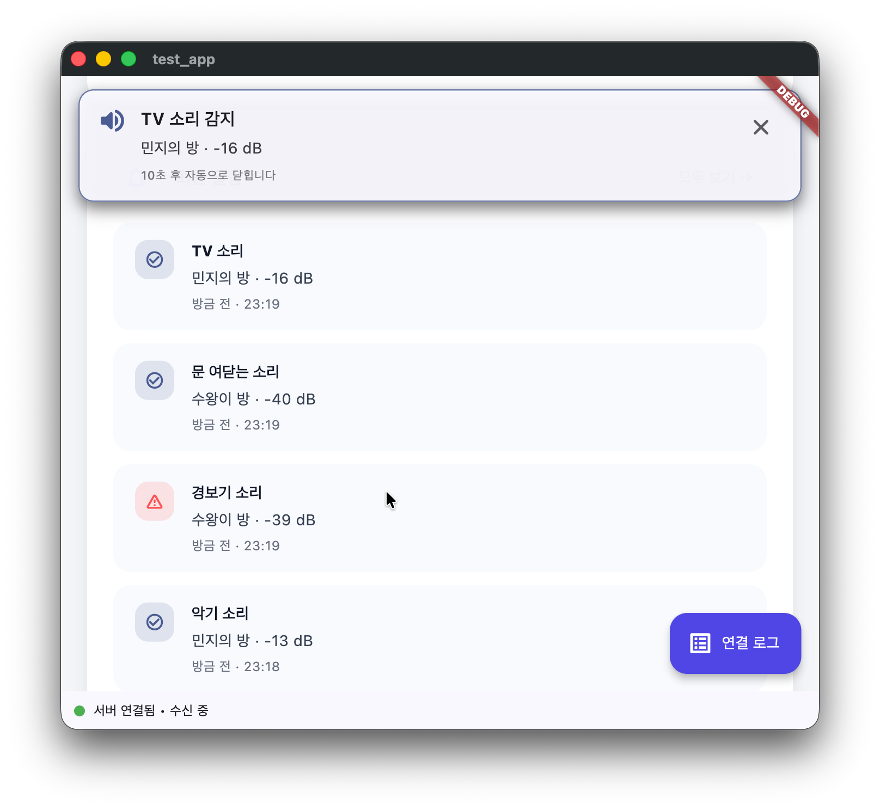 test_app
DEBUG
TV 소리 감지
민지의 방 · -16 dB
10초 후 자동으로 닫힙니다
TV 소리
민지의 방 · -16 dB
방금 전 · 23:19
문 여닫는 소리
수왕이 방 · -40 dB
방금 전 · 23:19
경보기 소리
수왕이 방 · -39 dB
방금 전 · 23:19
악기 소리
민지의 방 · -13 dB
방금 전 · 23:18
연결 로그
서버 연결됨 • 수신 중